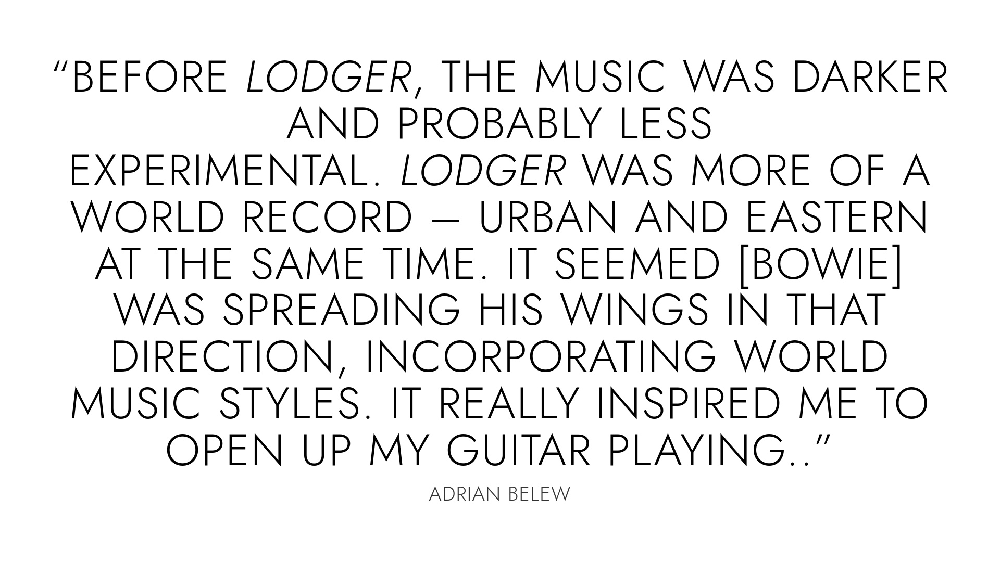 “BEFORE LODGER, THE MUSIC WAS DARKER
AND PROBABLY LESS
EXPERIMENTAL. LODGER WAS MORE OF A
WORLD RECORD – URBAN AND EASTERN
AT THE SAME TIME. IT SEEMED [BOWIE]
WAS SPREADING HIS WINGS IN THAT
DIRECTION, INCORPORATING WORLD
MUSIC STYLES. IT REALLY INSPIRED ME TO
OPEN UP MY GUITAR PLAYING..”
ADRIAN BELEW